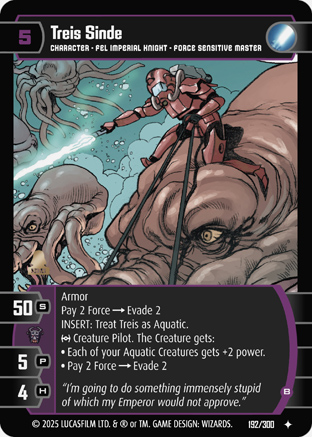 5
Treis Sinde
CHARACTER • FEL IMPERIAL KNIGHT • FORCE SENSITIVE MASTER
50 S
5 P
4 H
Armor
Pay 2 Force → Evade 2
INSERT: Treat Treis as Aquatic.
Creature Pilot. The Creature gets:
• Each of your Aquatic Creatures gets +2 power.
• Pay 2 Force → Evade 2
“I’m going to do something immensely stupid
of which my Emperor would not approve.”
B
© 2025 LUCASFILM LTD. & ® or TM. GAME DESIGN: WIZARDS. 192/300